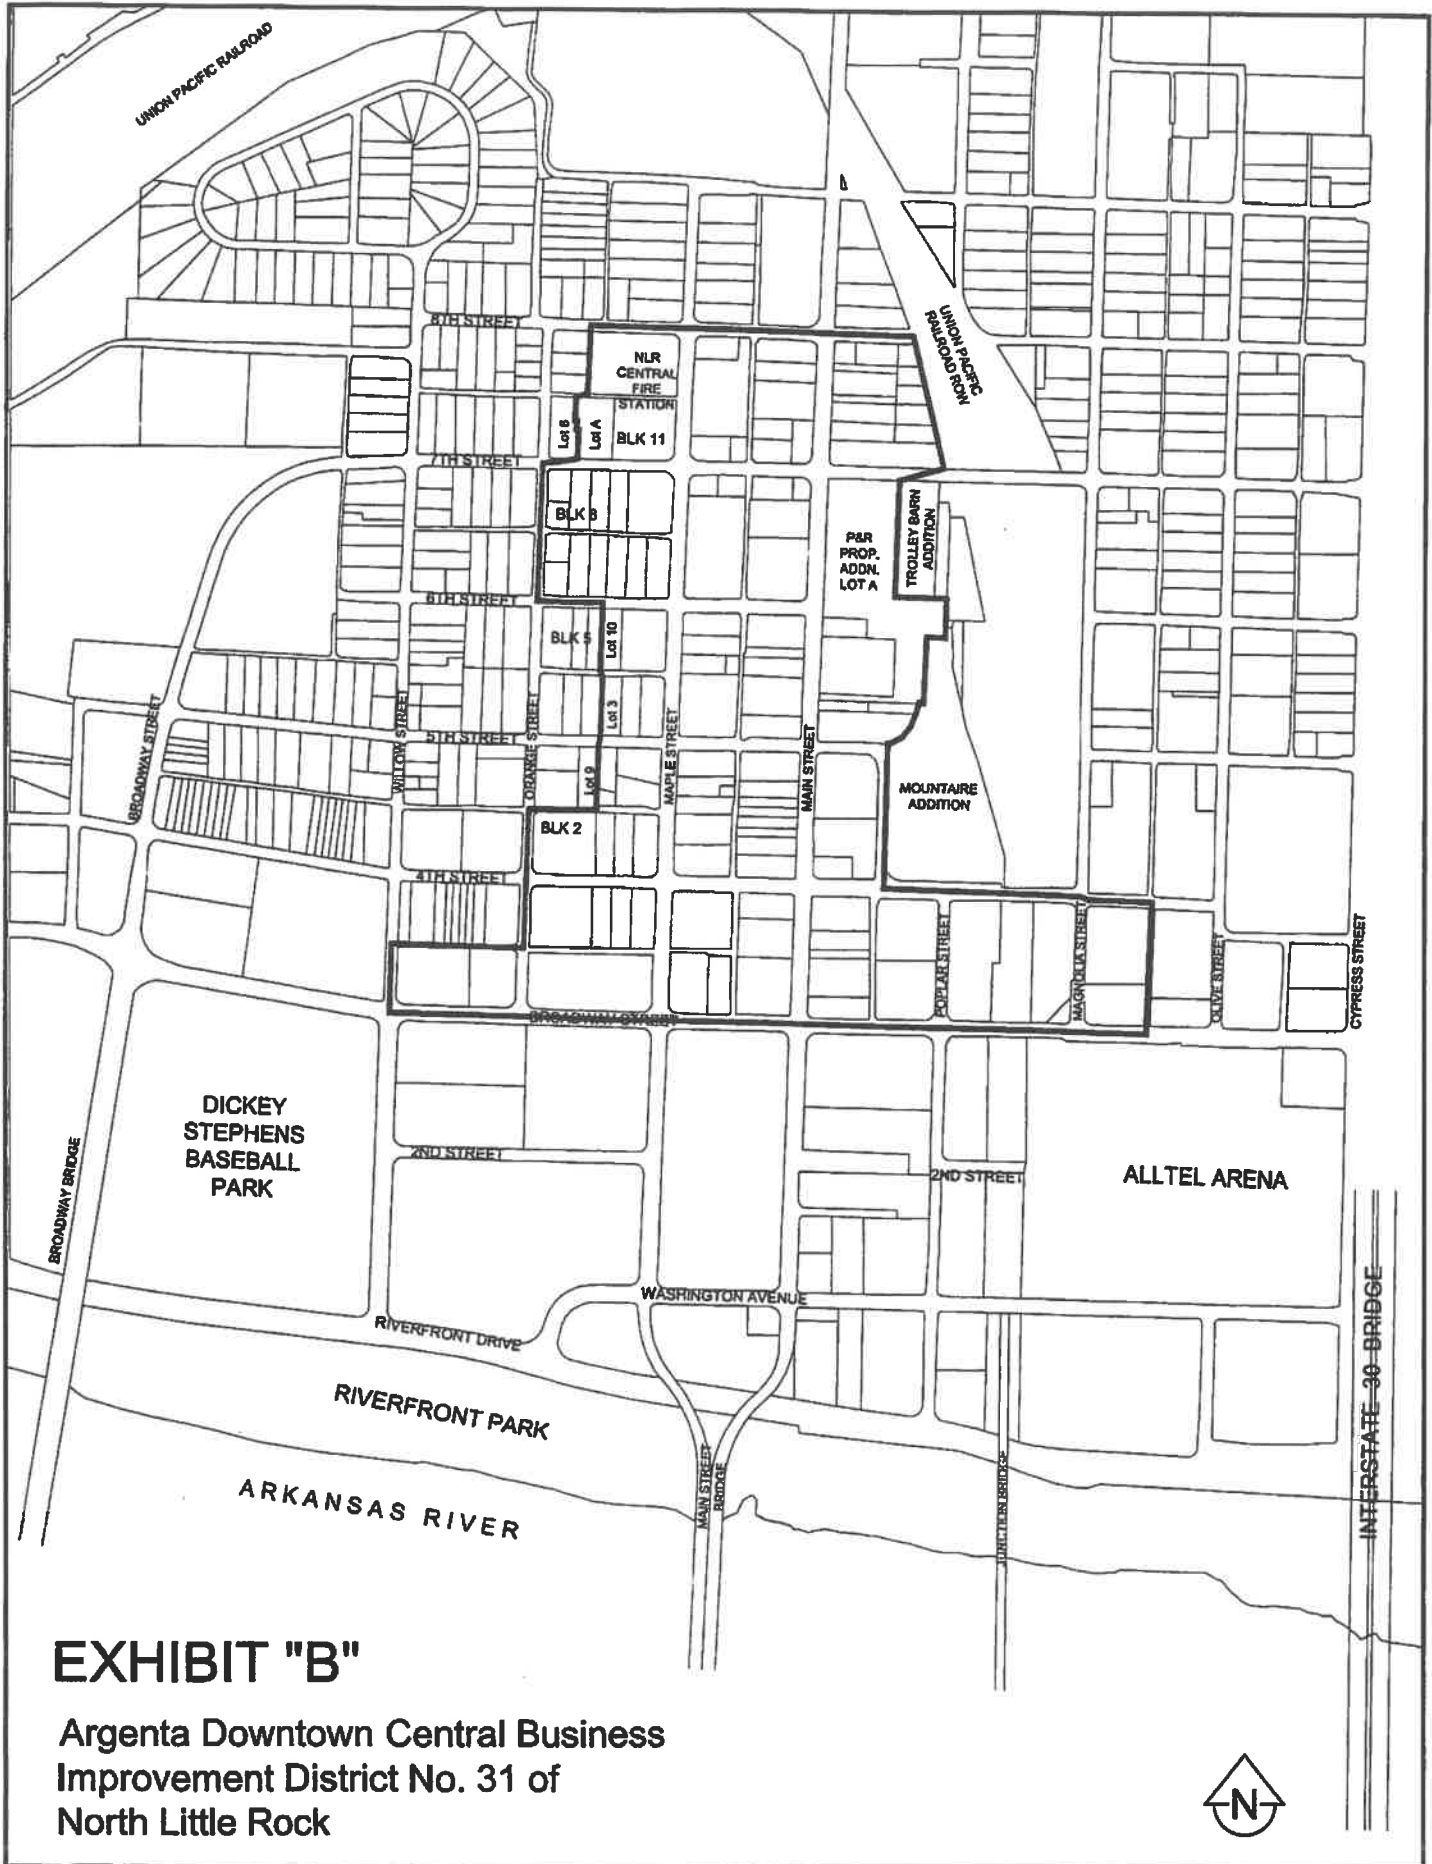 UNION PACIFIC RAILROAD
8TH STREET
NLR
CENTRAL
FIRE
STATION
UNION PACIFIC
RAILROAD ROW
Lot 6
Lot A
BLK 11
7TH STREET
BLK 8
P&R
PROP.
ADDN.
LOT A
TROLLEY BARN
ADDITION
6TH STREET
BLK 5
Lot 10
Lot 3
BROADWAY STREET
WILLOW STREET
5TH STREET
ORANGE STREET
Lot 9
MAPLE STREET
MAIN STREET
MOUNTAIRE
ADDITION
BLK 2
4TH STREET
POPLAR STREET
MAGNOLIA STREET
OLIVE STREET
CYPRESS STREET
BROADWAY STREET
DICKEY
STEPHENS
BASEBALL
PARK
BROADWAY BRIDGE
2ND STREET
2ND STREET
ALLTEL ARENA
WASHINGTON AVENUE
RIVERFRONT DRIVE
RIVERFRONT PARK
ARKANSAS RIVER
MAIN STREET
BRIDGE
JUNCTION BRIDGE
INTERSTATE 30 BRIDGE
EXHIBIT "B"
Argenta Downtown Central Business
Improvement District No. 31 of
North Little Rock
N